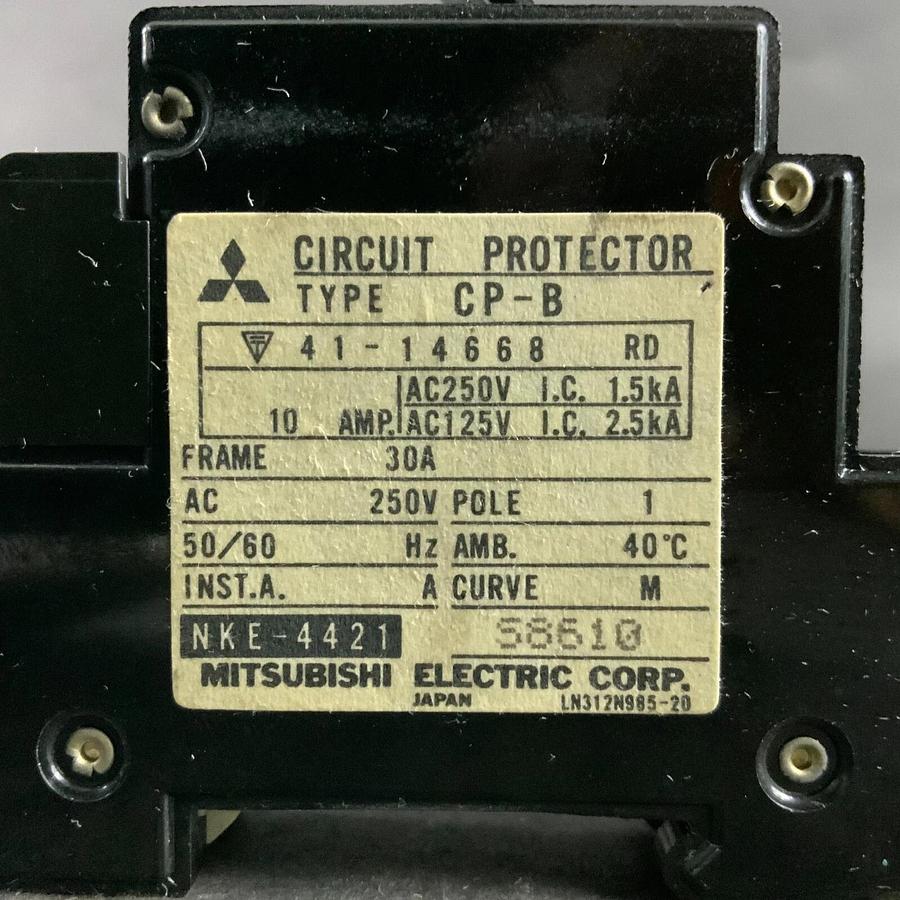 CIRCUIT PROTECTOR
TYPE CP-B
41-14668 RD
AC250V I.C. 1.5kA
10 AMP. AC125V I.C. 2.5kA
FRAME 30A
AC 250V POLE 1
50/60 Hz AMB. 40°C
INST.A. A CURVE M
NKE-4421 S8610
MITSUBISHI ELECTRIC CORP.
JAPAN LN312N985-20